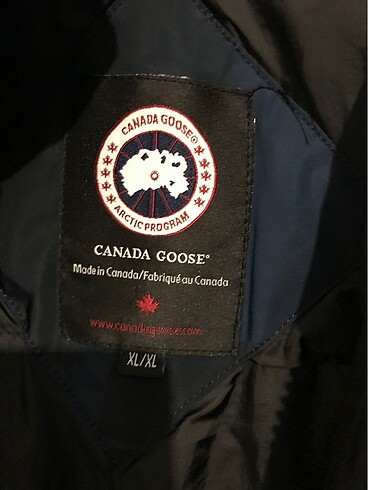 CANADA GOOSE®
ARCTIC PROGRAM
CANADA GOOSE®
Made in Canada/Fabriqué au Canada
www.canadagoose.com
XL/XL